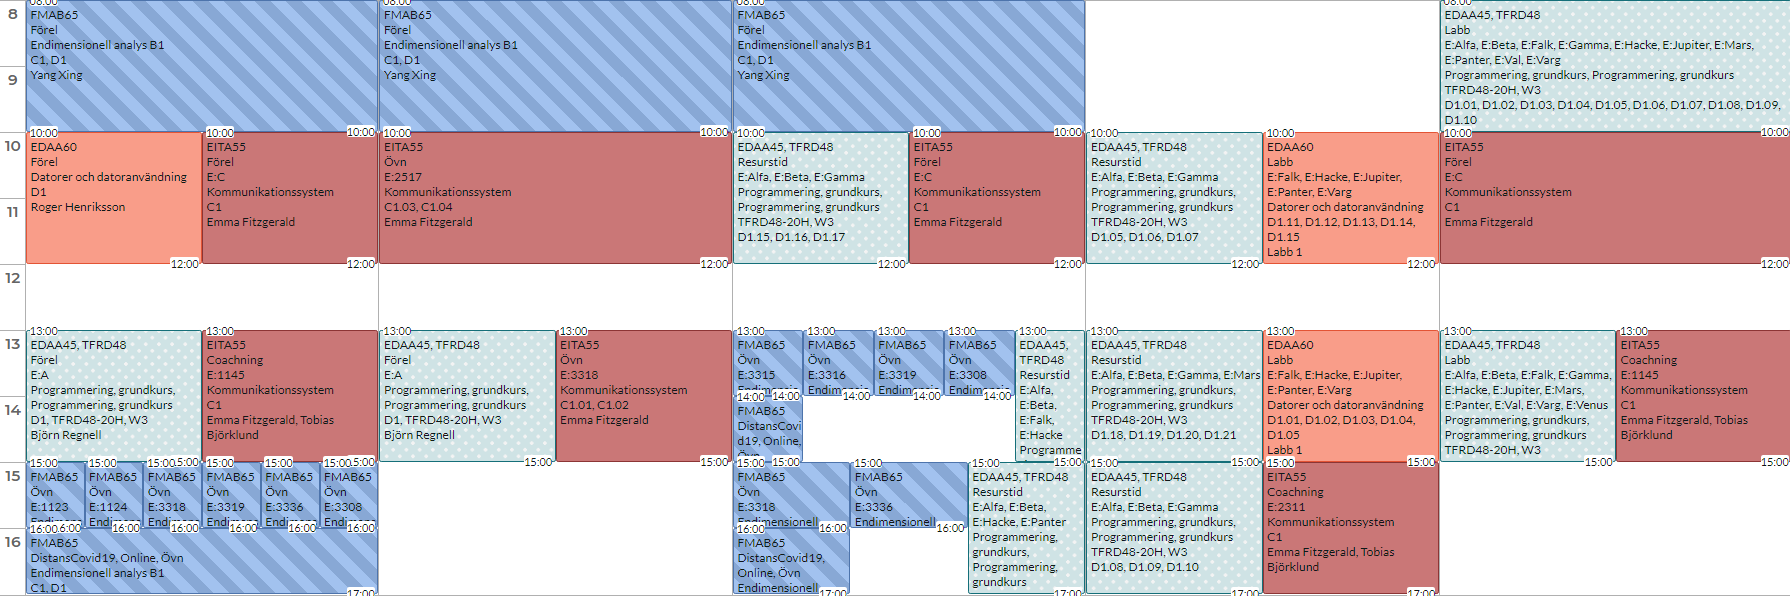 8
9
10
11
12
13
14
15
16
08:00
FMAB65
Förel
Endimensionell analys B1
C1, D1
Yang Xing
10:00
08:00
FMAB65
Förel
Endimensionell analys B1
C1, D1
Yang Xing
10:00
08:00
FMAB65
Förel
Endimensionell analys B1
C1, D1
Yang Xing
10:00
08:00
EDAA45, TFRD48
Labb
E:Alfa, E:Beta, E:Falk, E:Gamma, E:Hacke, E:Jupiter, E:Mars,
E:Panter, E:Val, E:Varg
Programmering, grundkurs, Programmering, grundkurs
TFRD48-20H, W3
D1.01, D1.02, D1.03, D1.04, D1.05, D1.06, D1.07, D1.08, D1.09,
D1.10
10:00
10:00
EDAA60
Förel
Datorer och datoranvändning
D1
Roger Henriksson
12:00
10:00
EITA55
Förel
E:C
Kommunikationssystem
C1
Emma Fitzgerald
12:00
10:00
EITA55
Övn
E:2517
Kommunikationssystem
C1.03, C1.04
Emma Fitzgerald
12:00
10:00
EDAA45, TFRD48
Resurstid
E:Alfa, E:Beta, E:Gamma
Programmering, grundkurs,
Programmering, grundkurs
TFRD48-20H, W3
D1.15, D1.16, D1.17
12:00
10:00
EITA55
Förel
E:C
Kommunikationssystem
C1
Emma Fitzgerald
12:00
10:00
EDAA45, TFRD48
Resurstid
E:Alfa, E:Beta, E:Gamma
Programmering, grundkurs,
Programmering, grundkurs
TFRD48-20H, W3
D1.05, D1.06, D1.07
12:00
10:00
EDAA60
Labb
E:Falk, E:Hacke, E:Jupiter,
E:Panter, E:Varg
Datorer och datoranvändning
D1.11, D1.12, D1.13, D1.14,
D1.15
Labb 1
12:00
10:00
EITA55
Förel
E:C
Kommunikationssystem
C1
Emma Fitzgerald
12:00
13:00
EDAA45, TFRD48
Förel
E:A
Programmering, grundkurs,
Programmering, grundkurs
D1, TFRD48-20H, W3
Björn Regnell
15:00
13:00
EITA55
Coachning
E:1145
Kommunikationssystem
C1
Emma Fitzgerald, Tobias
Björklund
15:00
13:00
EDAA45, TFRD48
Förel
E:A
Programmering, grundkurs,
Programmering, grundkurs
D1, TFRD48-20H, W3
Björn Regnell
15:00
13:00
EITA55
Övn
E:3318
Kommunikationssystem
C1.01, C1.02
Emma Fitzgerald
15:00
13:00
FMAB65
Övn
E:3315
Endimensio
14:00
13:00
FMAB65
Övn
E:3316
Endimensio
14:00
13:00
FMAB65
Övn
E:3319
Endimensio
14:00
13:00
FMAB65
Övn
E:3308
Endimensio
14:00
14:00
FMAB65
DistansCovi
d19, Online,
Övn
15:00
13:00
EDAA45,
TFRD48
Resurstid
E:Alfa,
E:Beta,
E:Falk,
E:Hacke
Programme
15:00
13:00
EDAA45, TFRD48
Resurstid
E:Alfa, E:Beta, E:Gamma, E:Mars
Programmering, grundkurs,
Programmering, grundkurs
TFRD48-20H, W3
D1.18, D1.19, D1.20, D1.21
15:00
13:00
EDAA60
Labb
E:Falk, E:Hacke, E:Jupiter,
E:Panter, E:Varg
Datorer och datoranvändning
D1.01, D1.02, D1.03, D1.04,
D1.05
Labb 1
15:00
13:00
EDAA45, TFRD48
Labb
E:Alfa, E:Beta, E:Falk, E:Gamma,
E:Hacke, E:Jupiter, E:Mars,
E:Panter, E:Val, E:Varg, E:Venus
Programmering, grundkurs,
Programmering, grundkurs
TFRD48-20H, W3
15:00
13:00
EITA55
Coachning
E:1145
Kommunikationssystem
C1
Emma Fitzgerald, Tobias
Björklund
15:00
15:00
FMAB65
Övn
E:1123
Endimen
16:00
15:00
FMAB65
Övn
E:1124
Endimen
16:00
15:00
FMAB65
Övn
E:3318
Endimen
16:00
15:00
FMAB65
Övn
E:3319
Endimen
16:00
15:00
FMAB65
Övn
E:3336
Endimen
16:00
15:00
FMAB65
Övn
E:3308
Endimen
16:00
16:00
FMAB65
DistansCovid19, Online, Övn
Endimensionell analys B1
C1, D1
17:00
15:00
FMAB65
Övn
E:3318
Endimensionell
16:00
15:00
FMAB65
Övn
E:3336
Endimensionell
16:00
16:00
FMAB65
DistansCovid19,
Online, Övn
Endimensionell
17:00
15:00
EDAA45, TFRD48
Resurstid
E:Alfa, E:Beta,
E:Hacke, E:Panter
Programmering,
grundkurs,
Programmering,
grundkurs
17:00
15:00
EDAA45, TFRD48
Resurstid
E:Alfa, E:Beta, E:Gamma
Programmering, grundkurs,
Programmering, grundkurs
TFRD48-20H, W3
D1.08, D1.09, D1.10
17:00
15:00
EITA55
Coachning
E:2311
Kommunikationssystem
C1
Emma Fitzgerald, Tobias
Björklund
17:00